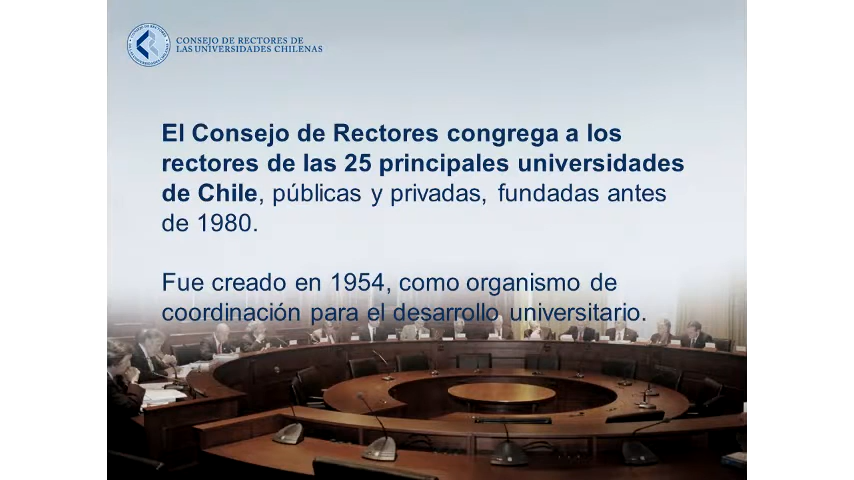 CONSEJO DE RECTORES DE
LAS UNIVERSIDADES CHILENAS
El Consejo de Rectores congrega a los
rectores de las 25 principales universidades
de Chile, públicas y privadas, fundadas antes
de 1980.
Fue creado en 1954, como organismo de
coordinación para el desarrollo universitario.